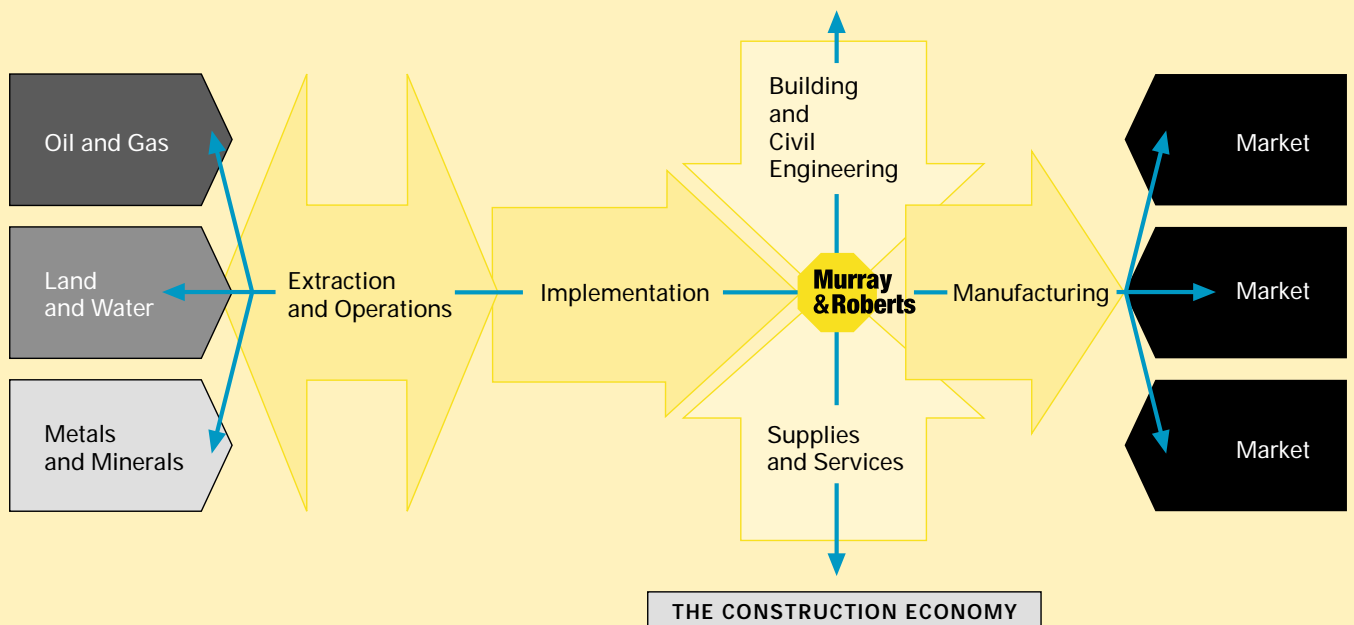 Oil and Gas
Land
and Water
Metals
and Minerals
Extraction
and Operations
Implementation
Building
and
Civil
Engineering
Murray
&Roberts
Supplies
and Services
Manufacturing
Market
Market
Market
THE CONSTRUCTION ECONOMY